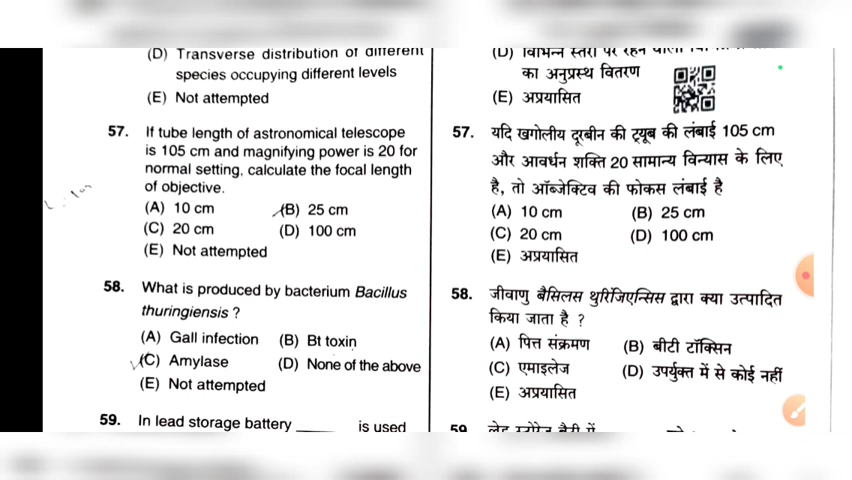 (D) Transverse distribution of different
species occupying different levels
(E) Not attempted
57. If tube length of astronomical telescope
is 105 cm and magnifying power is 20 for
normal setting, calculate the focal length
of objective.
(A) 10 cm (B) 25 cm
(C) 20 cm (D) 100 cm
(E) Not attempted
58. What is produced by bacterium Bacillus
thuringiensis ?
(A) Gall infection (B) Bt toxin
(C) Amylase (D) None of the above
(E) Not attempted
59. In lead storage battery ______ is used
(D) विभिन्न स्तरों पर रहने
का अनुप्रस्थ वितरण
(E) अप्रयासित
57. यदि खगोलीय दूरबीन की ट्यूब की लंबाई 105 cm
और आवर्धन शक्ति 20 सामान्य विन्यास के लिए
है, तो ऑब्जेक्टिव की फोकस लंबाई है
(A) 10 cm (B) 25 cm
(C) 20 cm (D) 100 cm
(E) अप्रयासित
58. जीवाणु बैसिलस थुरिंजिएन्सिस द्वारा क्या उत्पादित
किया जाता है ?
(A) पित्त संक्रमण (B) बीटी टॉक्सिन
(C) एमाइलेज (D) उपर्युक्त में से कोई नहीं
(E) अप्रयासित
59. लेड स्टोरेज बैट्री में